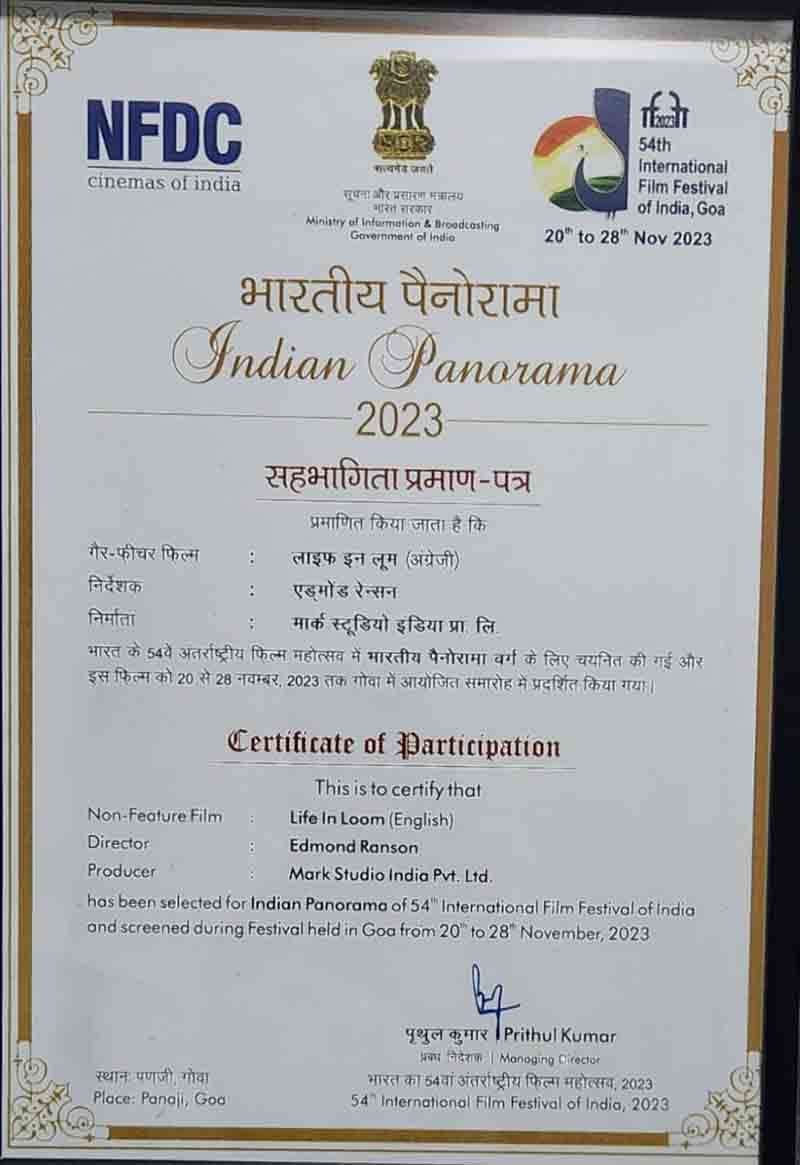 NFDC
cinemas of india
सत्यमेव जयते
सूचना और प्रसारण मंत्रालय
भारत सरकार
Ministry of Information & Broadcasting
Government of India
2023
54th
International
Film Festival
of India, Goa
20th to 28th Nov 2023
भारतीय पैनोरामा
Indian Panorama
2023
सहभागिता प्रमाण-पत्र
प्रमाणित किया जाता है कि
गैर-फीचर फिल्म : लाइफ इन लूम (अंग्रेजी)
निर्देशक : एड्मोंड रेन्सन
निर्माता : मार्क स्टूडियो इंडिया प्रा. लि.
भारत के 54वें अंतर्राष्ट्रीय फिल्म महोत्सव में भारतीय पैनोरामा वर्ग के लिए चयनित की गई और
इस फिल्म को 20 से 28 नवम्बर, 2023 तक गोवा में आयोजित समारोह में प्रदर्शित किया गया।
Certificate of Participation
This is to certify that
Non-Feature Film : Life In Loom (English)
Director : Edmond Ranson
Producer : Mark Studio India Pvt. Ltd.
has been selected for Indian Panorama of 54th International Film Festival of India
and screened during Festival held in Goa from 20th to 28th November, 2023
पृथुल कुमार | Prithul Kumar
प्रबंध निदेशक | Managing Director
स्थान: पणजी, गोवा
Place: Panaji, Goa
भारत का 54वां अंतर्राष्ट्रीय फिल्म महोत्सव, 2023
54th International Film Festival of India, 2023